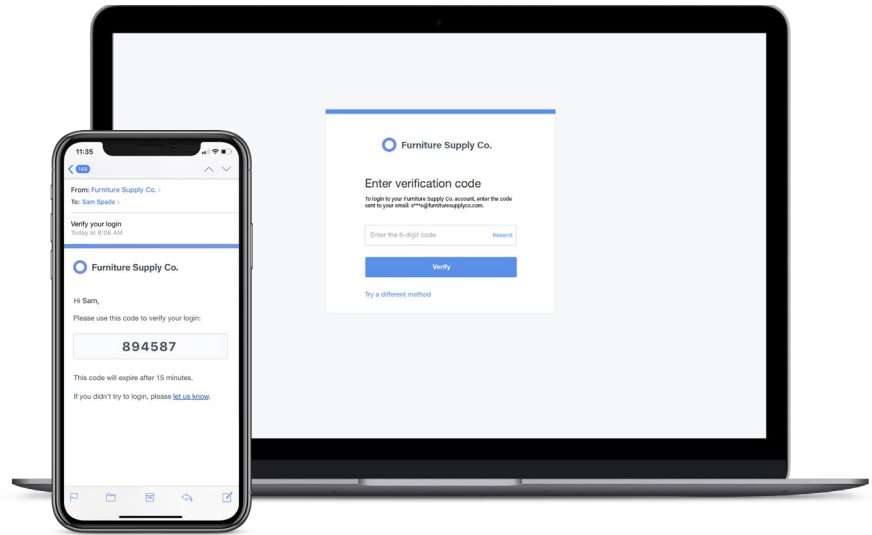 11:35
149
From: Furniture Supply Co. >
To: Sam Spade >
Verify your login
Today at 8:06 AM
Furniture Supply Co.
Hi Sam,
Please use this code to verify your login:
894587
This code will expire after 15 minutes.
If you didn't try to login, please let us know.
Furniture Supply Co.
Enter verification code
To login to your Furniture Supply Co. account, enter the code
sent to your email: s***e@furnituresupplyco.com.
Enter the 6-digit code Resend
Verify
Try a different method